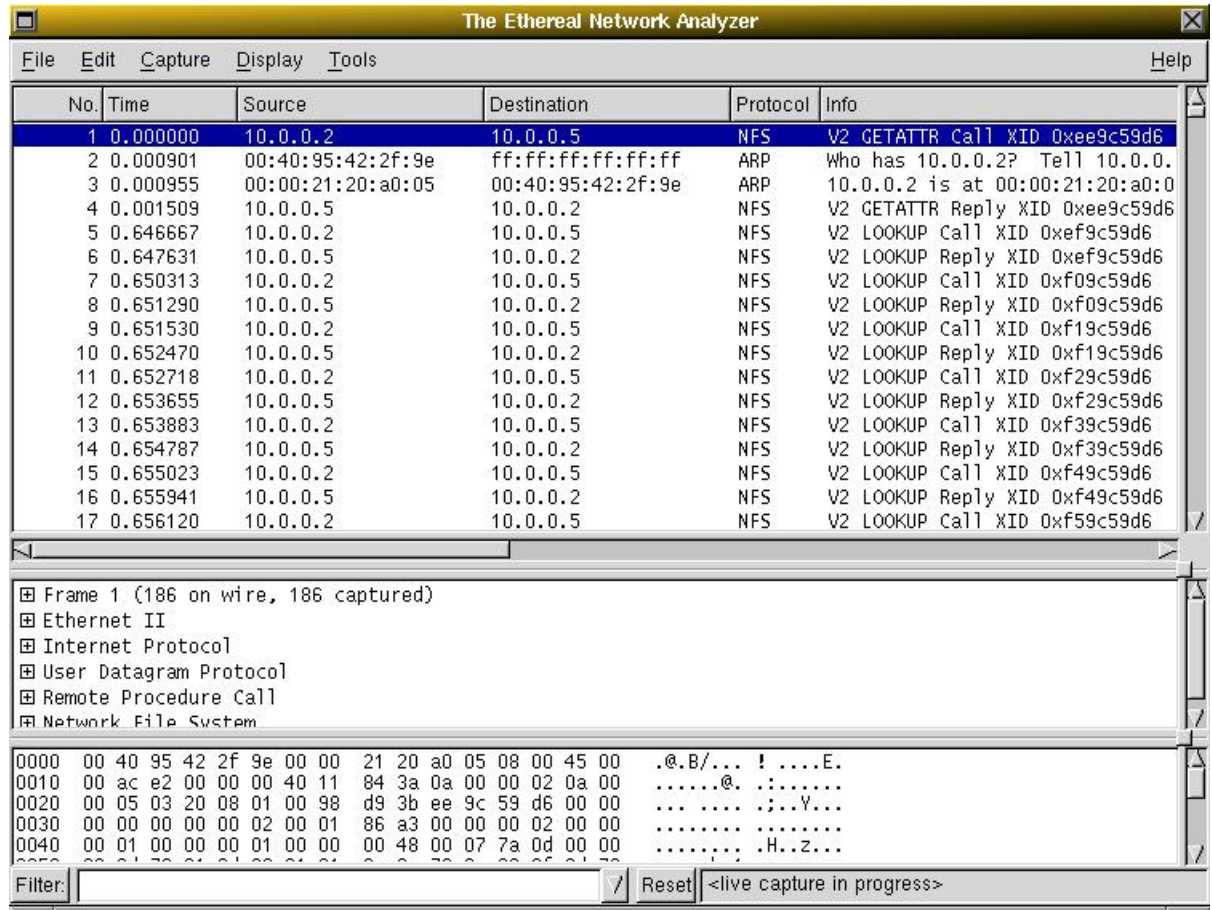 The Ethereal Network Analyzer
File Edit Capture Display Tools Help
No. Time Source Destination Protocol Info
1 0.000000 10.0.0.2 10.0.0.5 NFS V2 GETATTR Call XID 0xee9c59d6
2 0.000901 00:40:95:42:2f:9e ff:ff:ff:ff:ff:ff ARP Who has 10.0.0.2? Tell 10.0.0.
3 0.000955 00:00:21:20:a0:05 00:40:95:42:2f:9e ARP 10.0.0.2 is at 00:00:21:20:a0:0
4 0.001509 10.0.0.5 10.0.0.2 NFS V2 GETATTR Reply XID 0xee9c59d6
5 0.646667 10.0.0.2 10.0.0.5 NFS V2 LOOKUP Call XID 0xef9c59d6
6 0.647631 10.0.0.5 10.0.0.2 NFS V2 LOOKUP Reply XID 0xef9c59d6
7 0.650313 10.0.0.2 10.0.0.5 NFS V2 LOOKUP Call XID 0xf09c59d6
8 0.651290 10.0.0.5 10.0.0.2 NFS V2 LOOKUP Reply XID 0xf09c59d6
9 0.651530 10.0.0.2 10.0.0.5 NFS V2 LOOKUP Call XID 0xf19c59d6
10 0.652470 10.0.0.5 10.0.0.2 NFS V2 LOOKUP Reply XID 0xf19c59d6
11 0.652718 10.0.0.2 10.0.0.5 NFS V2 LOOKUP Call XID 0xf29c59d6
12 0.653655 10.0.0.5 10.0.0.2 NFS V2 LOOKUP Reply XID 0xf29c59d6
13 0.653883 10.0.0.2 10.0.0.5 NFS V2 LOOKUP Call XID 0xf39c59d6
14 0.654787 10.0.0.5 10.0.0.2 NFS V2 LOOKUP Reply XID 0xf39c59d6
15 0.655023 10.0.0.2 10.0.0.5 NFS V2 LOOKUP Call XID 0xf49c59d6
16 0.655941 10.0.0.5 10.0.0.2 NFS V2 LOOKUP Reply XID 0xf49c59d6
17 0.656120 10.0.0.2 10.0.0.5 NFS V2 LOOKUP Call XID 0xf59c59d6
Frame 1 (186 on wire, 186 captured)
Ethernet II
Internet Protocol
User Datagram Protocol
Remote Procedure Call
Network File System
0000 00 40 95 42 2f 9e 00 00 21 20 a0 05 08 00 45 00 .@.B/... ! ....E.
0010 00 ac e2 00 00 00 40 11 84 3a 0a 00 00 02 0a 00 ......@. .:......
0020 00 05 03 20 08 01 00 98 d9 3b ee 9c 59 d6 00 00 ... .... .;..Y...
0030 00 00 00 00 00 02 00 01 86 a3 00 00 00 02 00 00 ........ ........
0040 00 01 00 00 00 01 00 00 00 48 00 07 7a 0d 00 00 ........ .H..z...
Filter: Reset <live capture in progress>